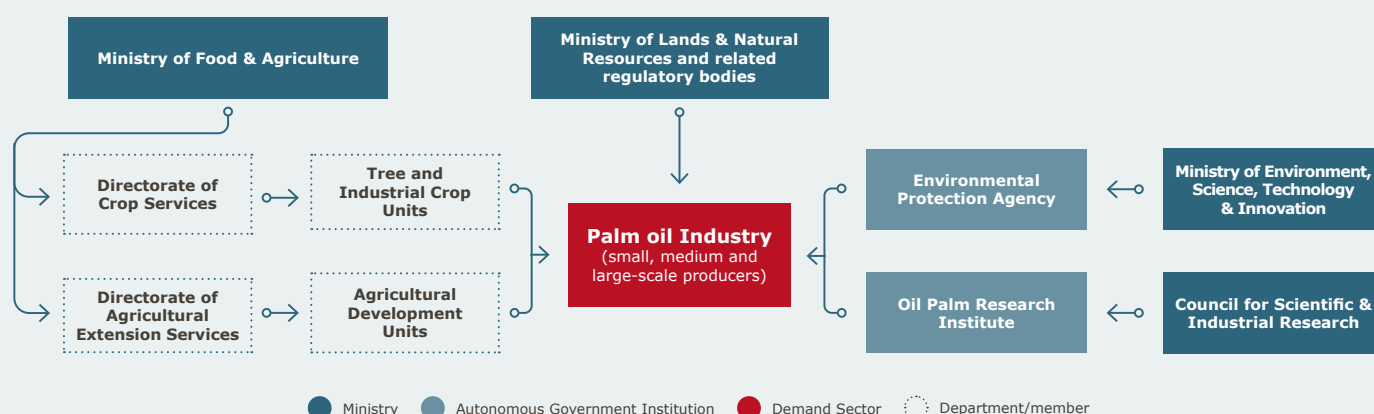 Ministry of Food & Agriculture
Ministry of Lands & Natural
Resources and related
regulatory bodies
Directorate of
Crop Services
Tree and
Industrial Crop
Units
Environmental
Protection Agency
Ministry of Environment,
Science, Technology
& Innovation
Palm oil Industry
(small, medium and
large-scale producers)
Directorate of
Agricultural
Extension Services
Agricultural
Development
Units
Oil Palm Research
Institute
Council for Scientific &
Industrial Research
Ministry
Autonomous Government Institution
Demand Sector
Department/member